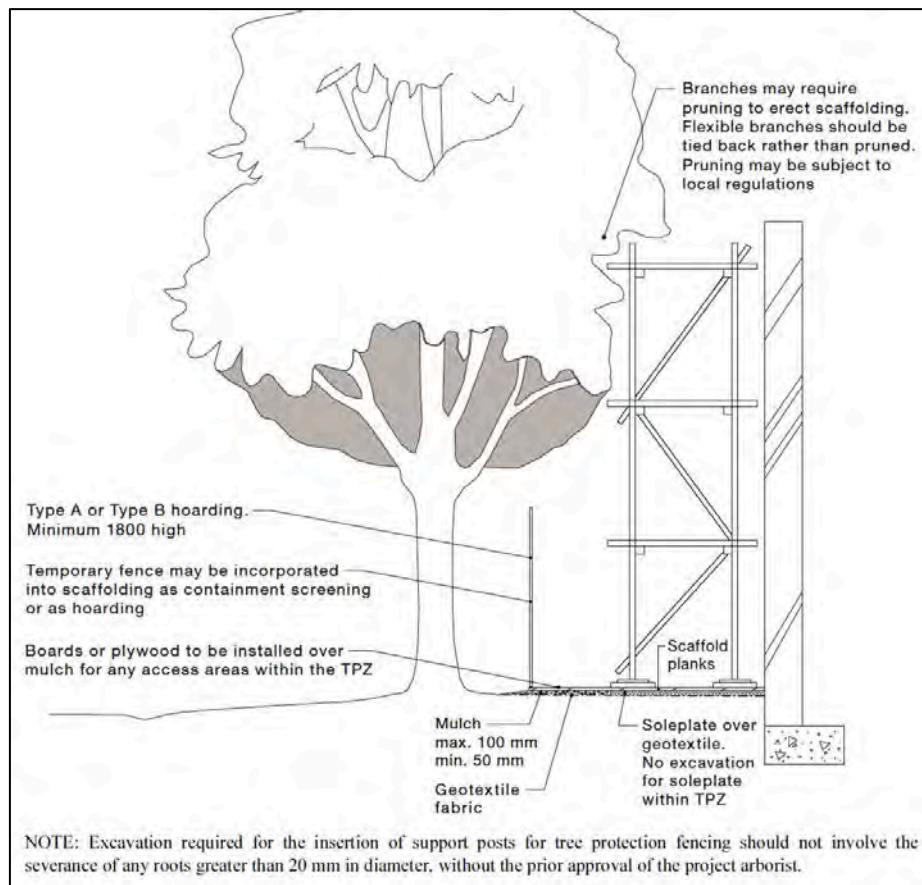 Branches may require
pruning to erect scaffolding.
Flexible branches should be
tied back rather than pruned.
Pruning may be subject to
local regulations
Type A or Type B hoarding.
Minimum 1800 high
Temporary fence may be incorporated
into scaffolding as containment screening
or as hoarding
Boards or plywood to be installed over
mulch for any access areas within the TPZ
Scaffold
planks
Mulch
max. 100 mm
min. 50 mm
Geotextile
fabric
Soleplate over
geotextile.
No excavation
for soleplate
within TPZ
NOTE: Excavation required for the insertion of support posts for tree protection fencing should not involve the
severance of any roots greater than 20 mm in diameter, without the prior approval of the project arborist.